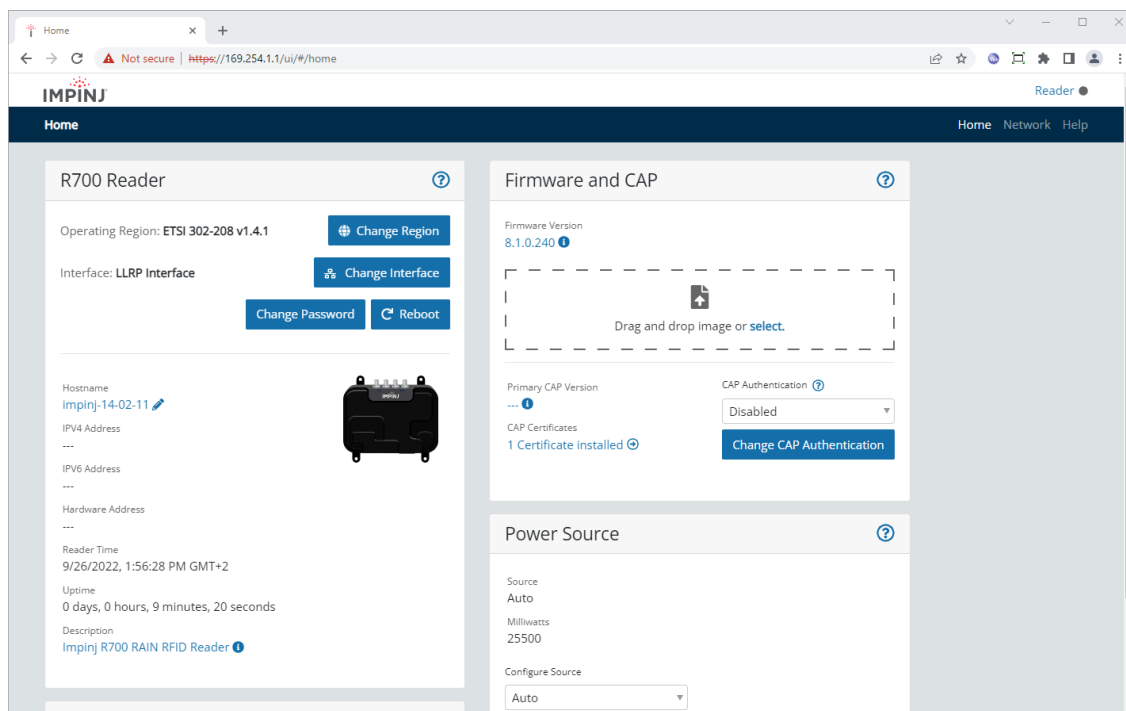 Home
Not secure | https://169.254.1.1/ui/#/home
IMPINJ
Reader
Home
Home Network Help
R700 Reader
Operating Region: ETSI 302-208 v1.4.1
Change Region
Interface: LLRP Interface
Change Interface
Change Password
Reboot
Hostname
impinj-14-02-11
IPV4 Address
---
IPV6 Address
---
Hardware Address
---
Reader Time
9/26/2022, 1:56:28 PM GMT+2
Uptime
0 days, 0 hours, 9 minutes, 20 seconds
Description
Impinj R700 RAIN RFID Reader
IMPINJ
Firmware and CAP
Firmware Version
8.1.0.240
Drag and drop image or select.
Primary CAP Version
---
CAP Certificates
1 Certificate installed
CAP Authentication
Disabled
Change CAP Authentication
Power Source
Source
Auto
Milliwatts
25500
Configure Source
Auto